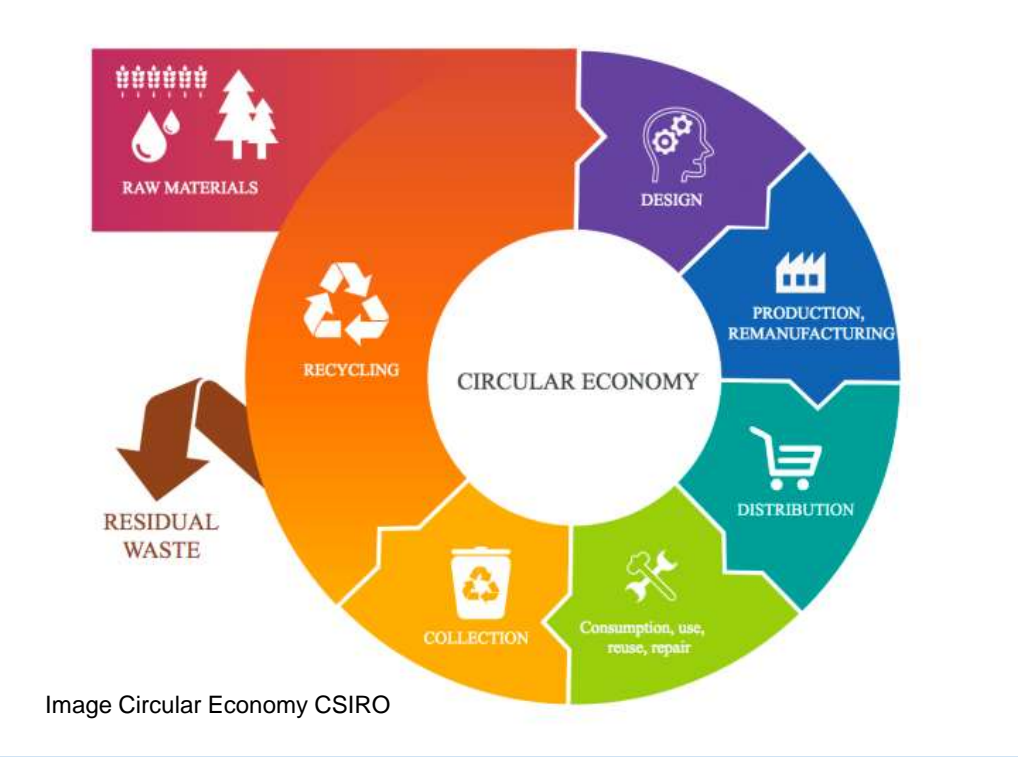 RAW MATERIALS
DESIGN
PRODUCTION,
REMANUFACTURING
RECYCLING
CIRCULAR ECONOMY
DISTRIBUTION
RESIDUAL
WASTE
COLLECTION
Consumption, use,
reuse, repair
Image Circular Economy CSIRO